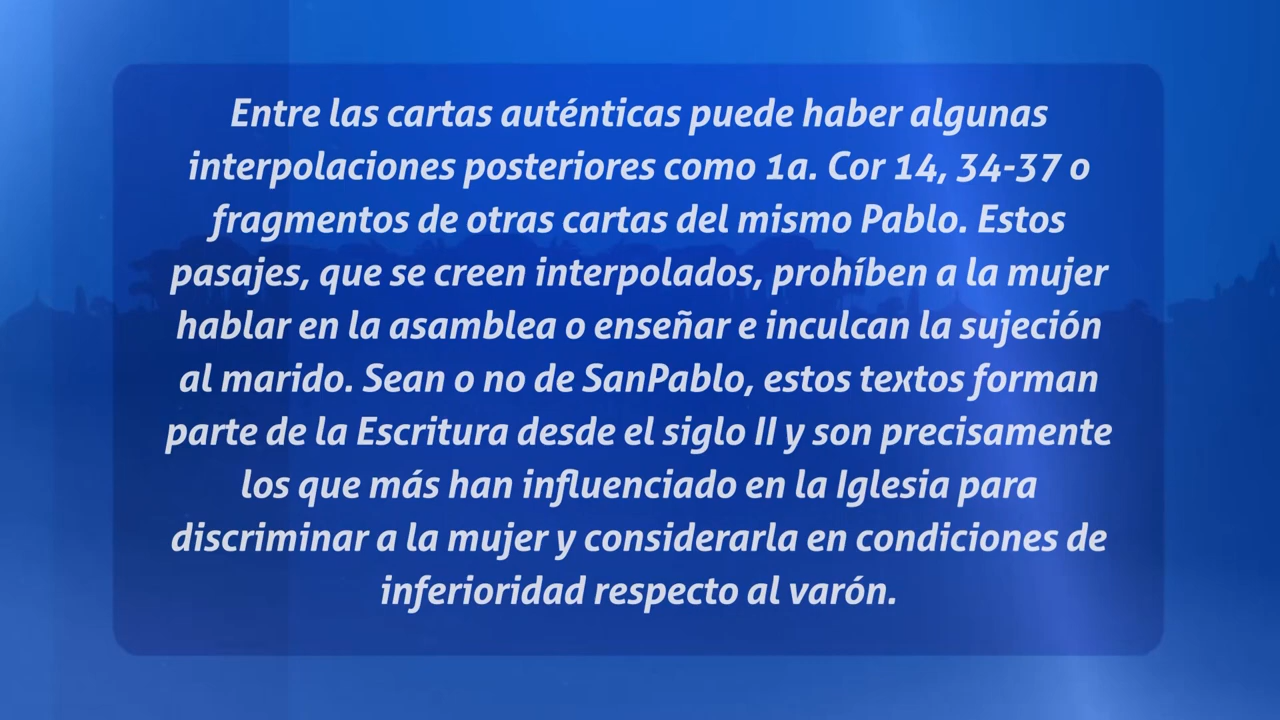 Entre las cartas auténticas puede haber algunas
interpolaciones posteriores como 1a. Cor 14, 34-37 o
fragmentos de otras cartas del mismo Pablo. Estos
pasajes, que se creen interpolados, prohíben a la mujer
hablar en la asamblea o enseñar e inculcan la sujeción
al marido. Sean o no de SanPablo, estos textos forman
parte de la Escritura desde el siglo II y son precisamente
los que más han influenciado en la Iglesia para
discriminar a la mujer y considerarla en condiciones de
inferioridad respecto al varón.